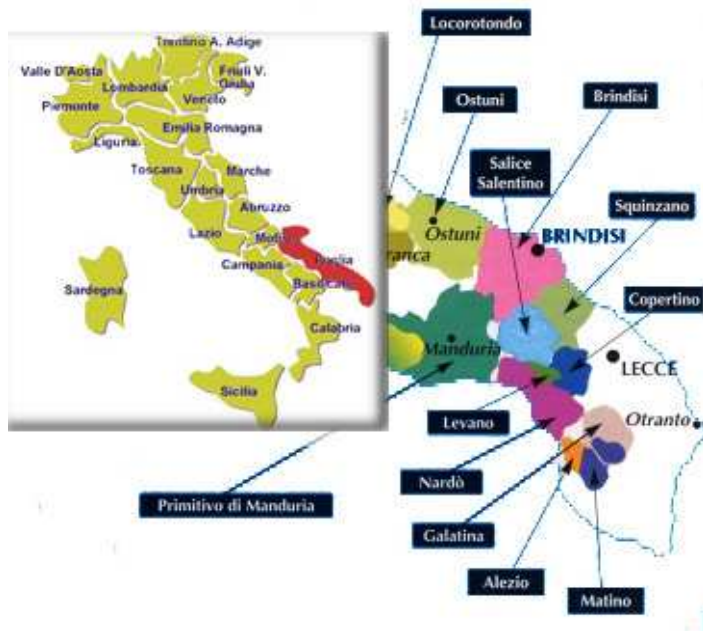 Trentino A. Adige
Valle D'Aosta
Friuli V.
Giulia
Lombardia
Veneto
Piemonte
Emilia Romagna
Liguria
Toscana
Marche
Umbria
Abruzzo
Lazio
Campania
Sardegna
Calabria
Sicilia
Locorotondo
Ostuni
Brindisi
Salice
Salentino
Squinzano
Ostuni
BRINDISI
Copertino
Manduria
LECCE
Levano
Otranto
Nardò
Primitivo di Manduria
Galatina
Alezio
Matino